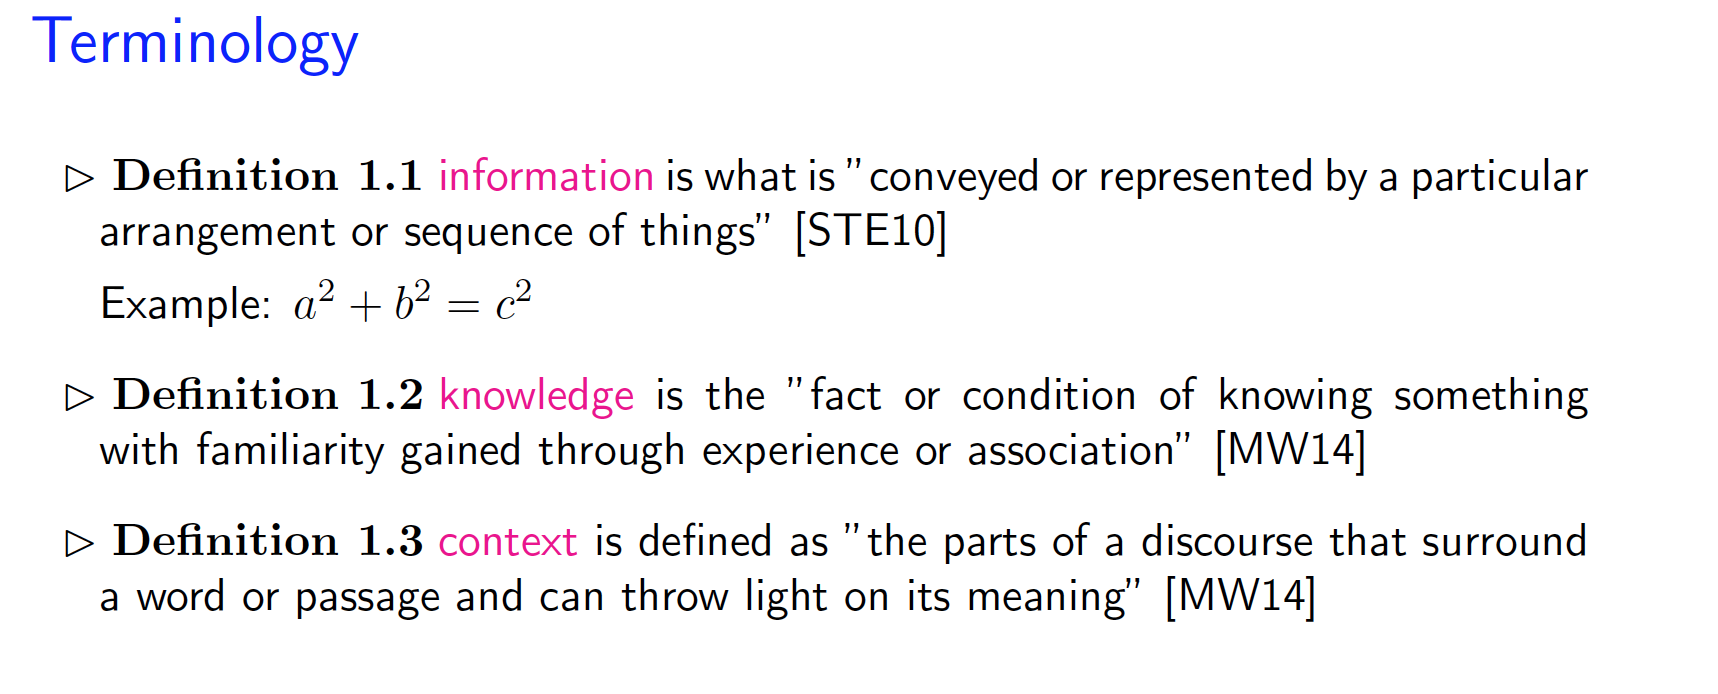 Terminology
▷ Definition 1.1 information is what is ”conveyed or represented by a particular
arrangement or sequence of things” [STE10]
Example: a² + b² = c²
▷ Definition 1.2 knowledge is the ”fact or condition of knowing something
with familiarity gained through experience or association” [MW14]
▷ Definition 1.3 context is defined as ”the parts of a discourse that surround
a word or passage and can throw light on its meaning” [MW14]